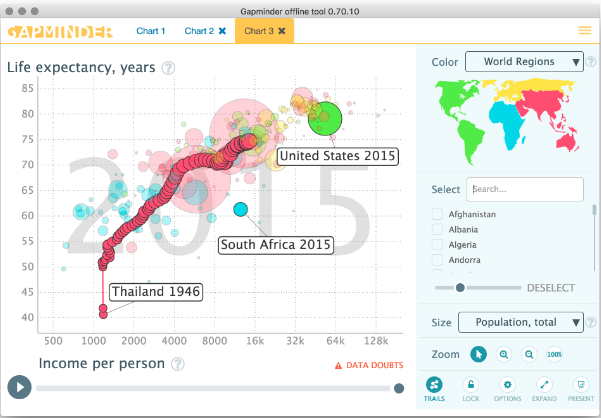 Gapminder offline tool 0.70.10
GAPMINDER
Chart 1 Chart 2 ✖ Chart 3 ✖
Life expectancy, years ?
85
80
75
70
65
60
55
50
45
40
2015
United States 2015
South Africa 2015
Thailand 1946
500 1000 2000 4000 8000 16k 32k 64k 128k
Income per person ?
DATA DOUBTS
Color World Regions ▼ ?
Select Search...
Afghanistan
Albania
Algeria
Andorra
DESELECT
Size Population, total ▼ ?
Zoom 100%
TRAILS LOCK OPTIONS EXPAND PRESENT